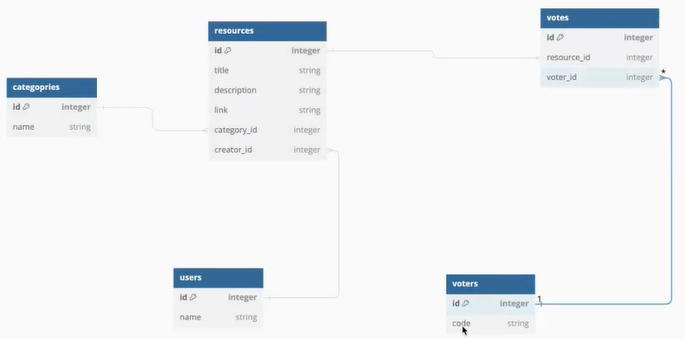 votes
id integer
resource_id integer
voter_id integer
*
resources
id integer
title string
description string
link string
category_id integer
creator_id integer
categopries
id integer
name string
users
id integer
name string
voters
id integer
1
code string